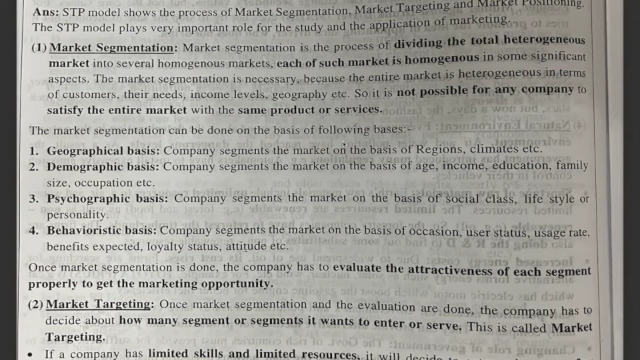 Ans: STP model shows the process of Market Segmentation, Market Targeting and Market Positioning.
The STP model plays very important role for the study and the application of marketing.
(1) Market Segmentation: Market segmentation is the process of dividing the total heterogeneous
market into several homogenous markets, each of such market is homogenous in some significant
aspects. The market segmentation is necessary, because the entire market is heterogeneous in terms
of customers, their needs, income levels, geography etc. So it is not possible for any company to
satisfy the entire market with the same product or services.
The market segmentation can be done on the basis of following bases:-
1. Geographical basis: Company segments the market on the basis of Regions, climates etc.
2. Demographic basis: Company segments the market on the basis of age, income, education, family
size, occupation etc.
3. Psychographic basis: Company segments the market on the basis of social class, life style or
personality.
4. Behavioristic basis: Company segments the market on the basis of occasion, user status, usage rate,
benefits expected, loyalty status, attitude etc.
Once market segmentation is done, the company has to evaluate the attractiveness of each segment
properly to get the marketing opportunity.
(2) Market Targeting: Once market segmentation and the evaluation are done, the company has to
decide about how many segment or segments it wants to enter or serve. This is called Market
Targeting.
• If a company has limited skills and limited resources, it will decide